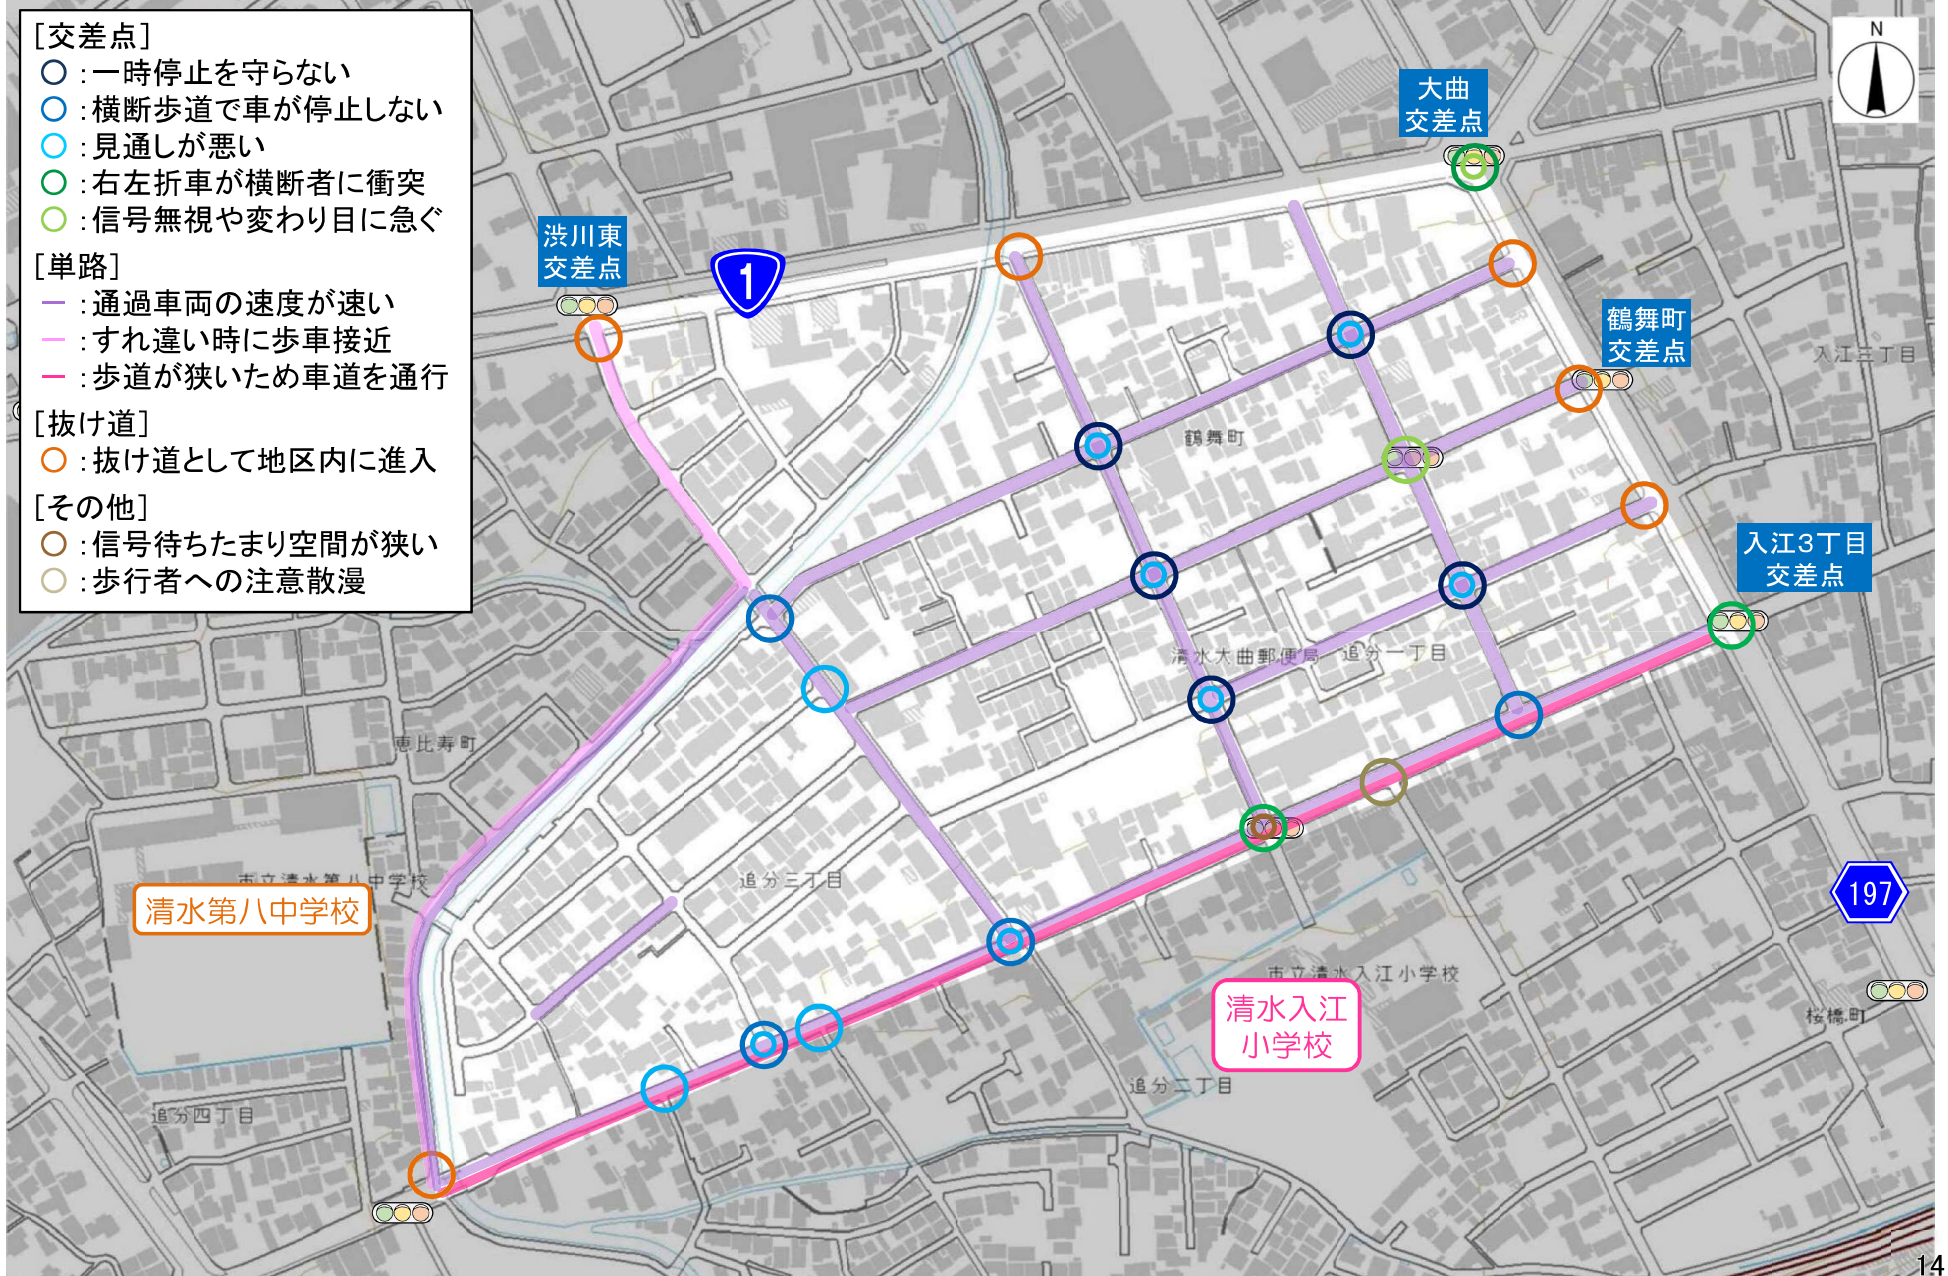 [交差点]
○：一時停止を守らない
○：横断歩道で車が停止しない
○：見通しが悪い
○：右左折車が横断者に衝突
○：信号無視や変わり目に急ぐ
[単路]
―：通過車両の速度が速い
―：すれ違い時に歩車接近
―：歩道が狭いため車道を通行
[抜け道]
○：抜け道として地区内に進入
[その他]
○：信号待ちたまり空間が狭い
○：歩行者への注意散漫
N
大曲
交差点
渋川東
交差点
1
鶴舞町
交差点
入江三丁目
鶴舞町
入江3丁目
交差点
清水大曲郵便局
追分一丁目
恵比寿町
市立清水第八中学校
清水第八中学校
追分三丁目
197
市立清水入江小学校
清水入江
小学校
桜橋町
追分二丁目
追分四丁目
14